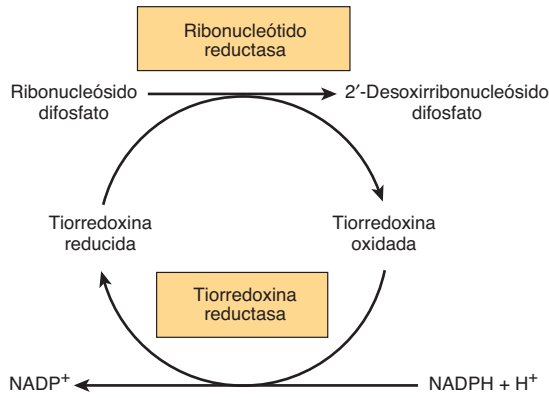 Ribonucleótido
reductasa
Ribonucleósido
difosfato
2′-Desoxirribonucleósido
difosfato
Tiorredoxina
reducida
Tiorredoxina
oxidada
Tiorredoxina
reductasa
NADP⁺
NADPH + H⁺